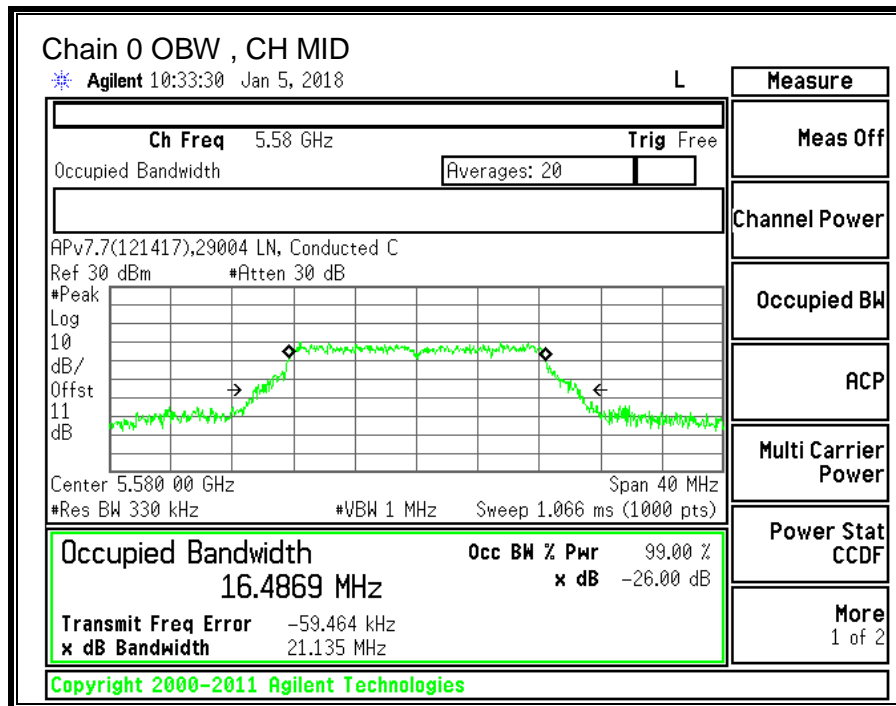 Chain 0 OBW , CH MID
Agilent 10:33:30 Jan 5, 2018 L
Measure
Ch Freq 5.58 GHz Trig Free
Meas Off
Occupied Bandwidth Averages: 20
Channel Power
APv7.7(121417),29004 LN, Conducted C
Ref 30 dBm #Atten 30 dB
#Peak
Log
10
dB/
Offst
11
dB
Occupied BW
ACP
Multi Carrier
Power
Center 5.580 00 GHz Span 40 MHz
#Res BW 330 kHz #VBW 1 MHz Sweep 1.066 ms (1000 pts)
Power Stat
CCDF
Occupied Bandwidth Occ BW % Pwr 99.00 %
16.4869 MHz x dB -26.00 dB
Transmit Freq Error -59.464 kHz
x dB Bandwidth 21.135 MHz
More
1 of 2
Copyright 2000-2011 Agilent Technologies